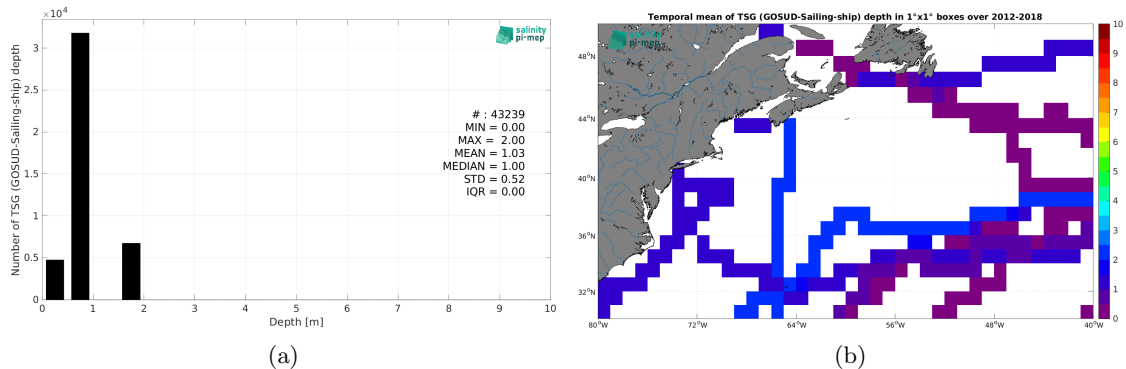 ×10⁴
salinity
pi-mep
Number of TSG (GOSUD-Sailing-ship) depth
3
2.5
2
1.5
1
0.5
0
# : 43239
MIN = 0.00
MAX = 2.00
MEAN = 1.03
MEDIAN = 1.00
STD = 0.52
IQR = 0.00
0 1 2 3 4 5 6 7 8 9 10
Depth [m]
(a)
Temporal mean of TSG (GOSUD-Sailing-ship) depth in 1°x1° boxes over 2012-2018
salinity
pi-mep
48°N
44°N
40°N
36°N
32°N
80°W 72°W 64°W 56°W 48°W 40°W
10
9
8
7
6
5
4
3
2
1
0
(b)